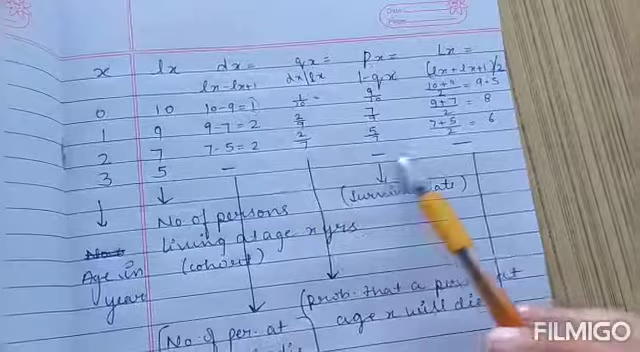 Date:
x lx dx= qx= px= Lx=
lx-lx+1 dx/lx 1-qx (lx+lx+1)/2
0 10 10-9=1 1/10 9/10 10+9/2 = 9.5
1 9 9-7=2 2/9 7/9 9+7/2 = 8
2 7 7-5=2 2/7 5/7 7+5/2 = 6
3 5 — — —
No. of persons
living at age x yrs.
(cohort)
Age in
year
(survival rate)
No. of per. at
prob. that a
age x will die
FILMIGO